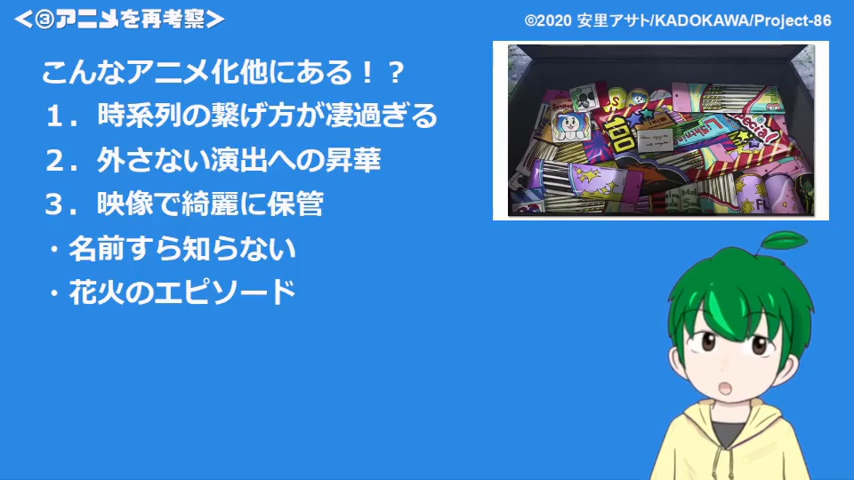 ＜③アニメを再考察＞
©2020 安里アサト/KADOKAWA/Project-86
こんなアニメ化他にある！？
１．時系列の繋げ方が凄過ぎる
２．外さない演出への昇華
３．映像で綺麗に保管
・名前すら知らない
・花火のエピソード
100
Special